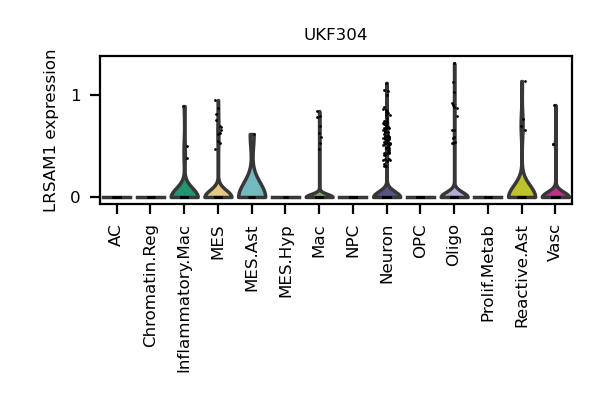 UKF304
LRSAM1 expression
1
0
AC
Chromatin.Reg
Inflammatory.Mac
MES
MES.Ast
MES.Hyp
Mac
NPC
Neuron
OPC
Oligo
Prolif.Metab
Reactive.Ast
Vasc